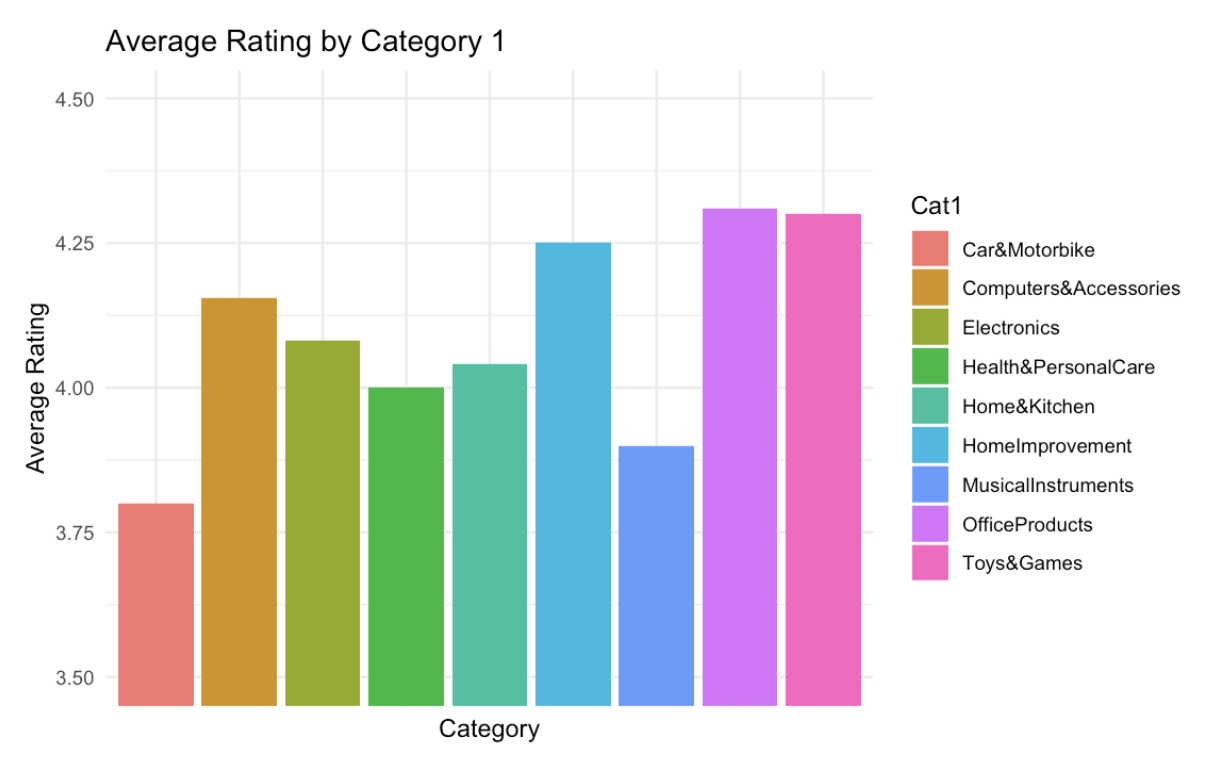 Average Rating by Category 1
4.50
4.25
4.00
3.75
3.50
Average Rating
Category
Cat1
Car&Motorbike
Computers&Accessories
Electronics
Health&PersonalCare
Home&Kitchen
HomeImprovement
MusicalInstruments
OfficeProducts
Toys&Games